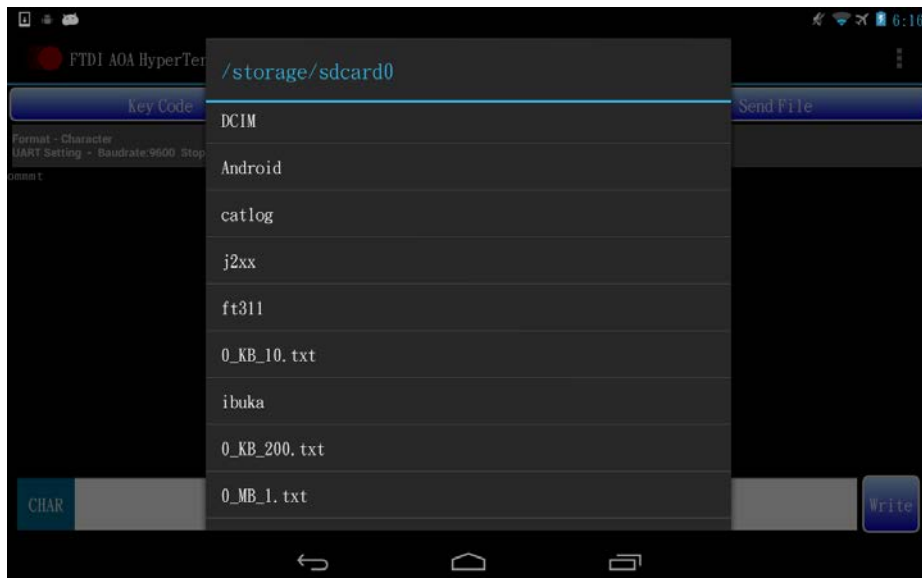 6:16
FTDI AOA HyperTer
/storage/sdcard0
Key Code
Send File
Format - Character
UART Setting - Baudrate:9600 Stop
ommmt
DCIM
Android
catlog
j2xx
ft311
0_KB_10.txt
ibuka
0_KB_200.txt
0_MB_1.txt
CHAR
Write